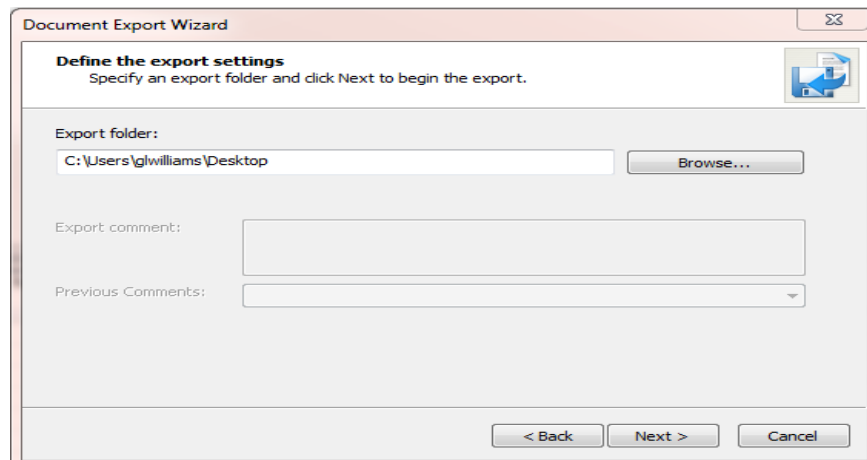 Document Export Wizard
Define the export settings
Specify an export folder and click Next to begin the export.
Export folder:
C:\Users\glwilliams\Desktop
Browse...
Export comment:
Previous Comments:
< Back
Next >
Cancel